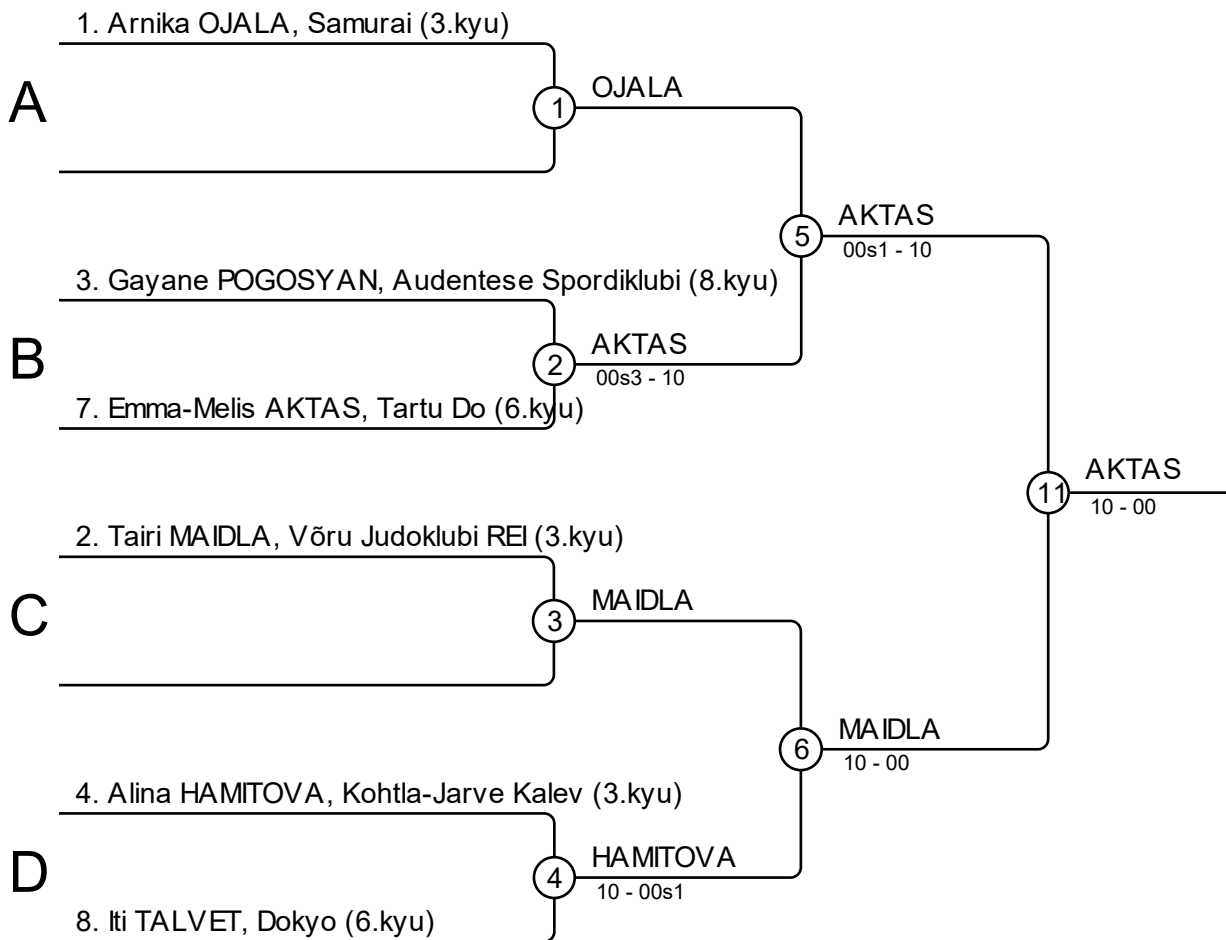 1. Arnika OJALA, Samurai (3.kyu)
A
1
OJALA
5
AKTAS
00s1 - 10
3. Gayane POGOSYAN, Audentese Spordiklubi (8.kyu)
B
2
AKTAS
00s3 - 10
7. Emma-Melis AKTAS, Tartu Do (6.kyu)
11
AKTAS
10 - 00
2. Tairi MAIDLA, Võru Judoklubi REI (3.kyu)
C
3
MAIDLA
6
MAIDLA
10 - 00
4. Alina HAMITOVA, Kohtla-Jarve Kalev (3.kyu)
D
4
HAMITOVA
10 - 00s1
8. Iti TALVET, Dokyo (6.kyu)